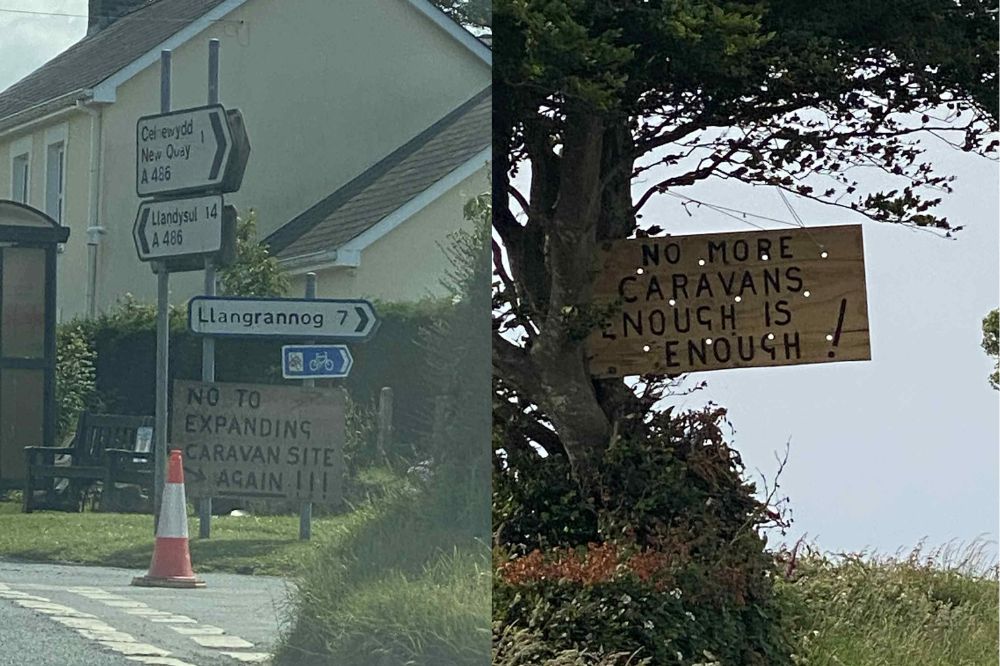 Ceinewydd
New Quay 1
A 486
Llandysul 14
A 486
Llangrannog 7
NO TO
EXPANDING
CARAVAN SITE
AGAIN !!!
NO MORE
CARAVANS
ENOUGH IS
ENOUGH !